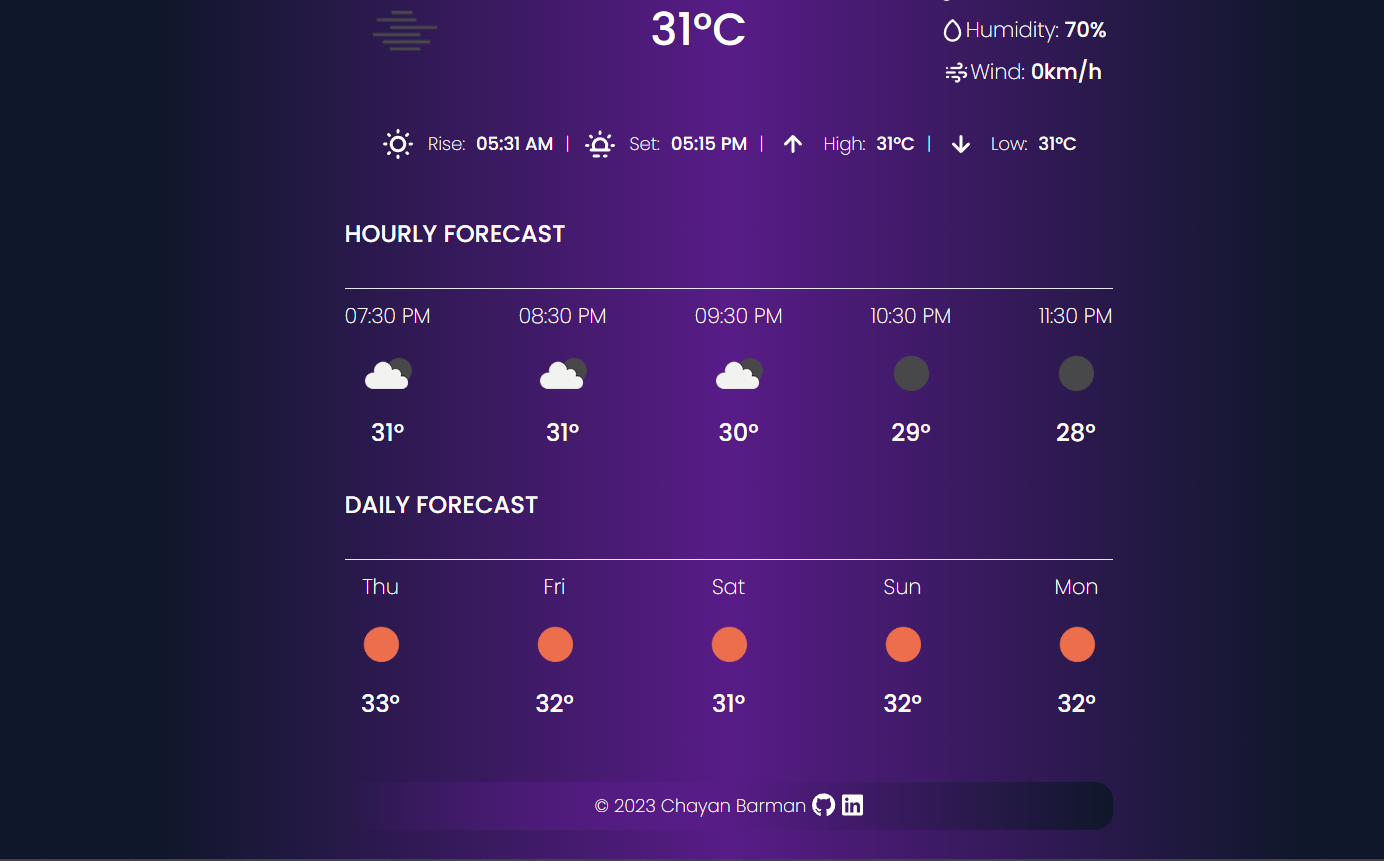 31°C
Humidity: 70%
Wind: 0km/h
Rise: 05:31 AM | Set: 05:15 PM | High: 31°C | Low: 31°C
HOURLY FORECAST
07:30 PM 08:30 PM 09:30 PM 10:30 PM 11:30 PM
31° 31° 30° 29° 28°
DAILY FORECAST
Thu Fri Sat Sun Mon
33° 32° 31° 32° 32°
© 2023 Chayan Barman in